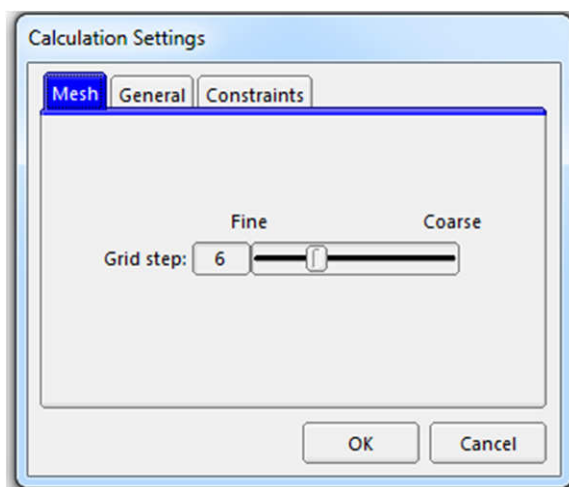 Calculation Settings
Mesh General Constraints
Fine Coarse
Grid step: 6
OK Cancel